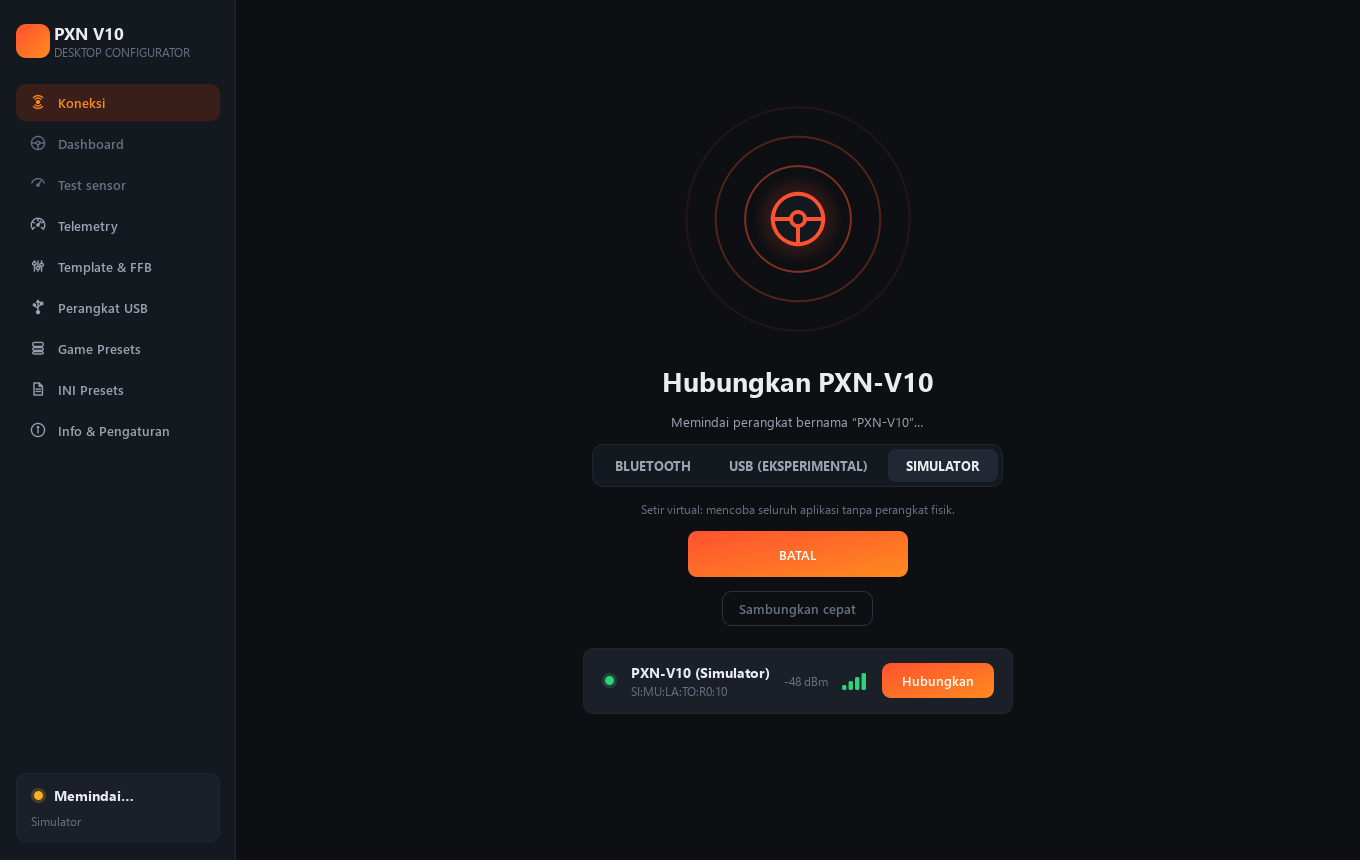 PXN V10
DESKTOP CONFIGURATOR
Koneksi
Dashboard
Test sensor
Telemetry
Template & FFB
Perangkat USB
Game Presets
INI Presets
Info & Pengaturan
Memindai…
Simulator
Hubungkan PXN-V10
Memindai perangkat bernama "PXN-V10"…
BLUETOOTH USB (EKSPERIMENTAL) SIMULATOR
Setir virtual: mencoba seluruh aplikasi tanpa perangkat fisik.
BATAL
Sambungkan cepat
PXN-V10 (Simulator)
SI:MU:LA:TO:R0:10
-48 dBm
Hubungkan